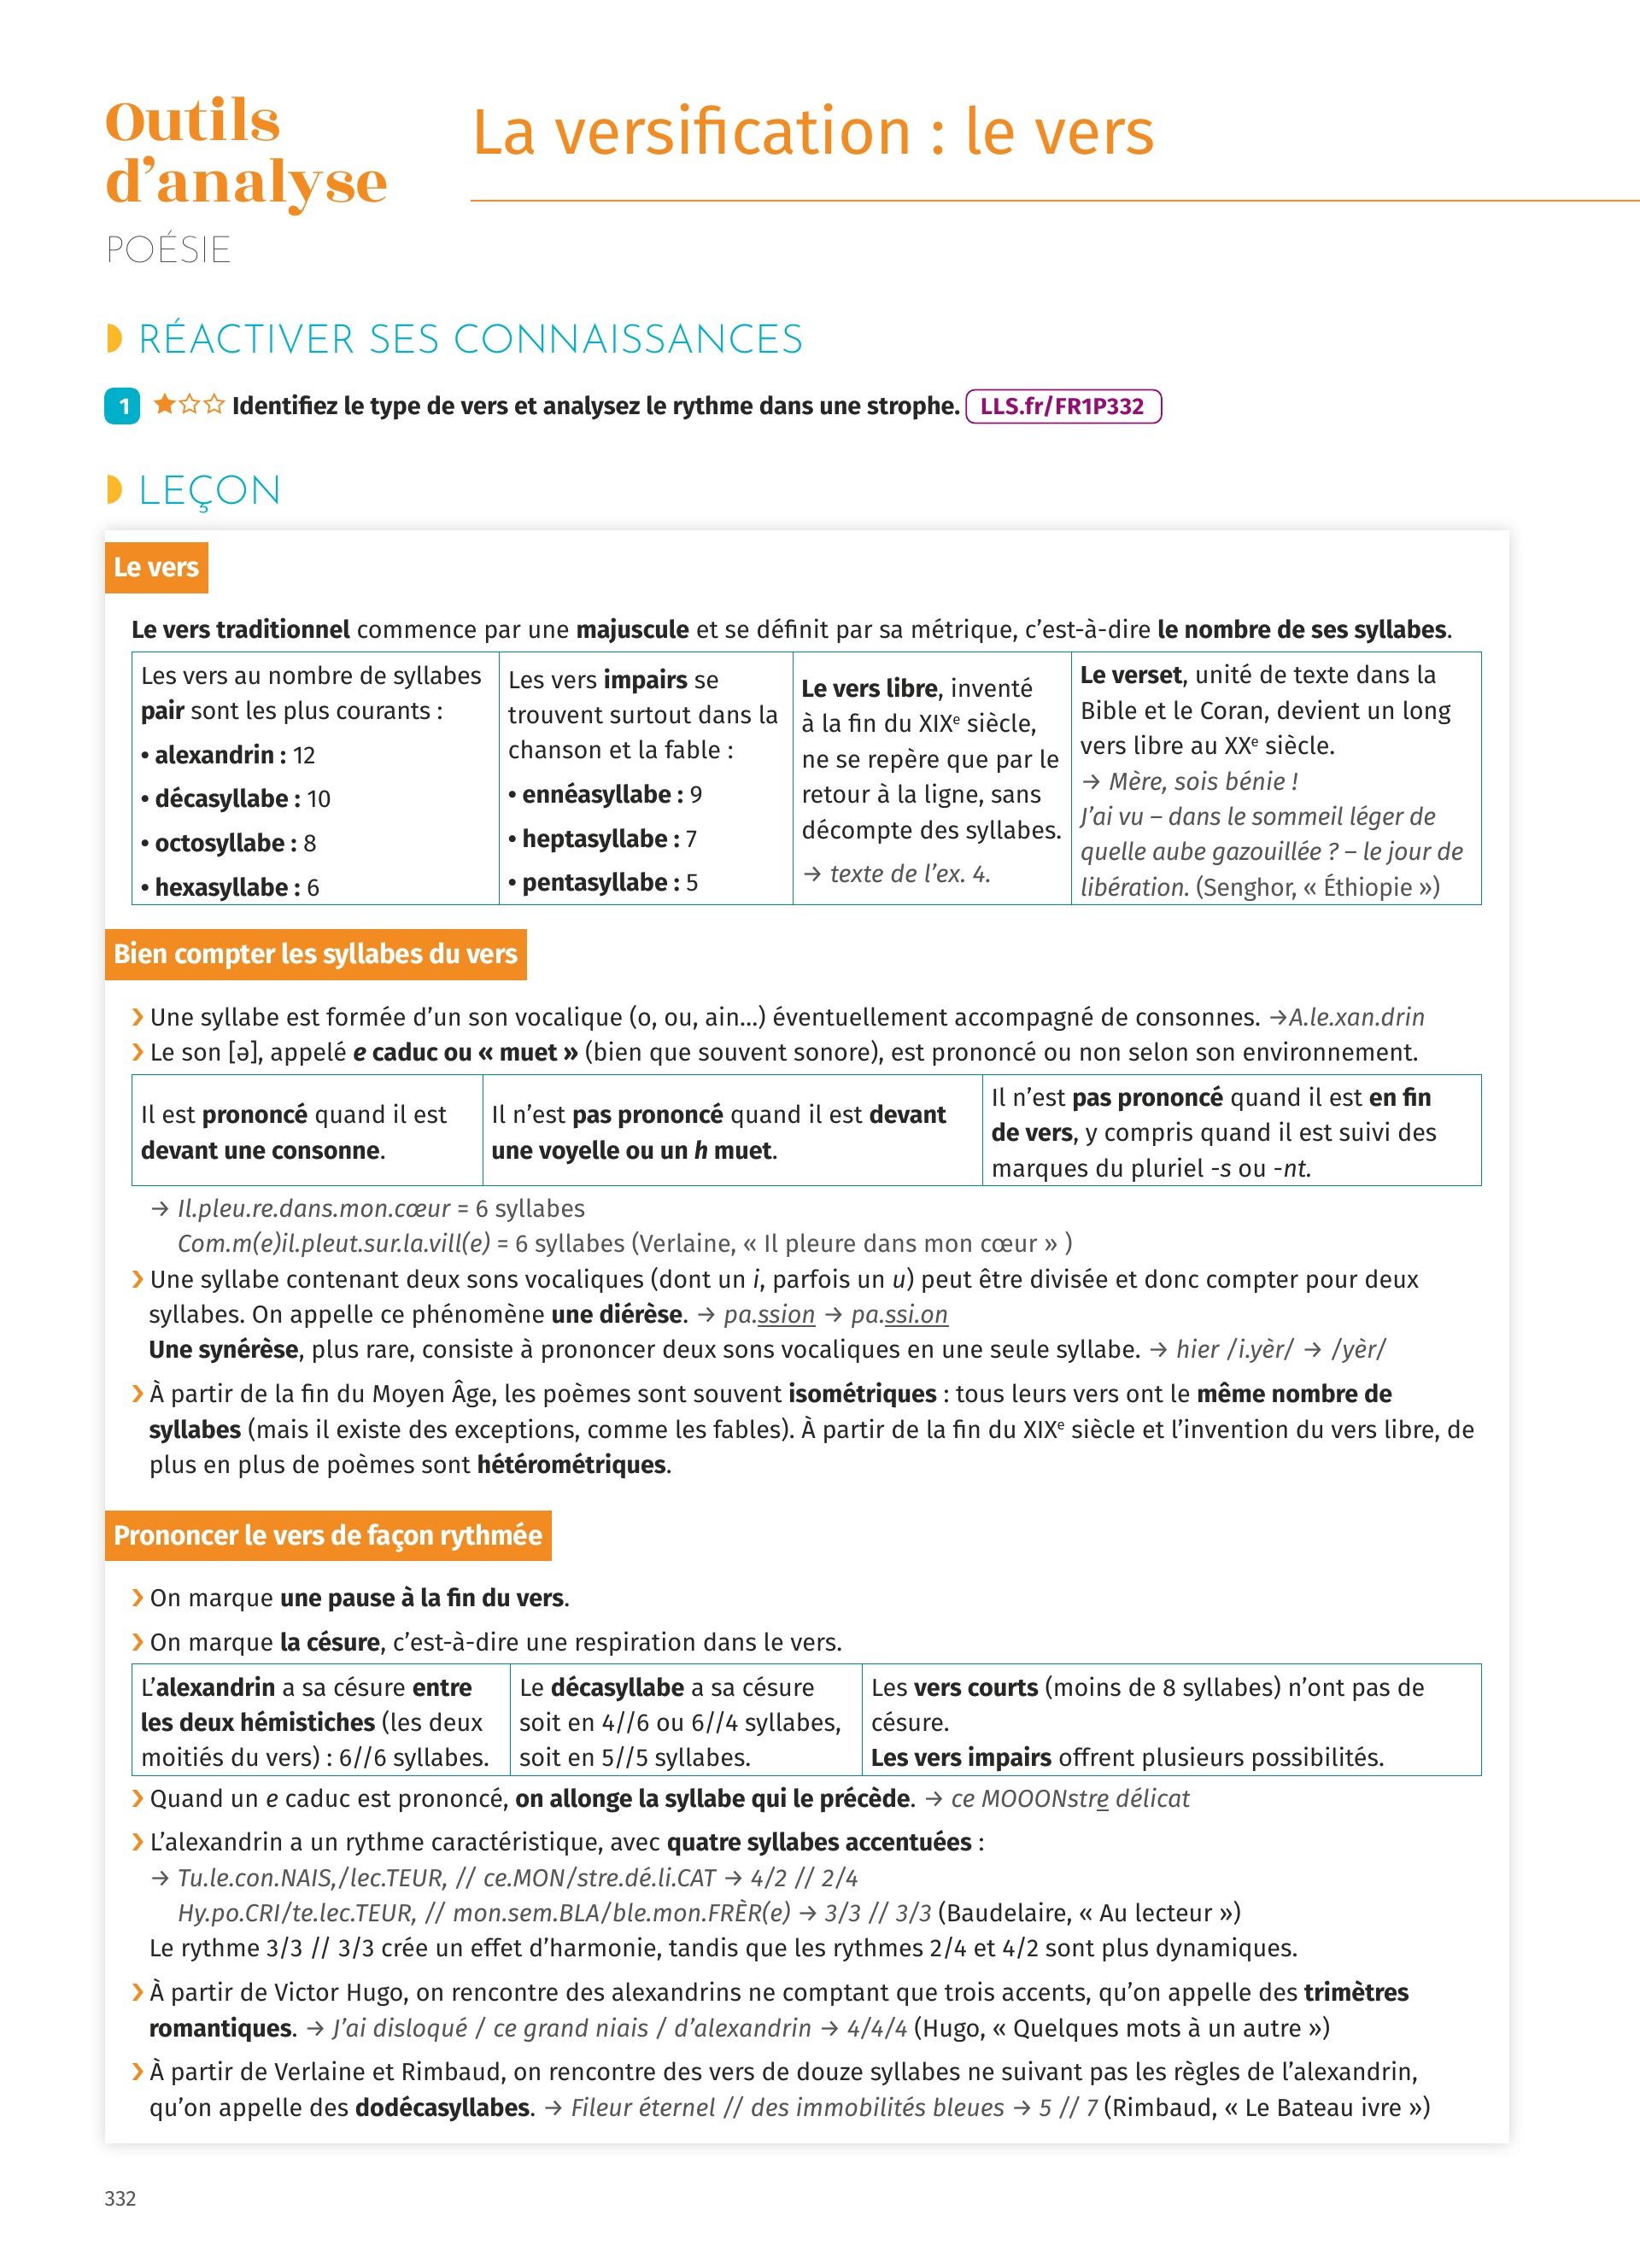 Outils
d'analyse
POÉSIE
La versification : le vers
RÉACTIVER SES CONNAISSANCES
1 ★☆☆ Identifiez le type de vers et analysez le rythme dans une strophe. LLS.fr/FR1P332
LEÇON
Le vers
Le vers traditionnel commence par une majuscule et se définit par sa métrique, c'est-à-dire le nombre de ses syllabes.
Les vers au nombre de syllabes
pair sont les plus courants :
• alexandrin : 12
• décasyllabe : 10
• octosyllabe : 8
• hexasyllabe : 6
Les vers impairs se
trouvent surtout dans la
chanson et la fable :
• ennéasyllabe : 9
• heptasyllabe : 7
• pentasyllabe : 5
Le vers libre, inventé
à la fin du XIXe siècle,
ne se repère que par le
retour à la ligne, sans
décompte des syllabes.
→ texte de l'ex. 4.
Le verset, unité de texte dans la
Bible et le Coran, devient un long
vers libre au XXe siècle.
→ Mère, sois bénie !
J'ai vu – dans le sommeil léger de
quelle aube gazouillée ? – le jour de
libération. (Senghor, « Éthiopie »)
Bien compter les syllabes du vers
❯ Une syllabe est formée d'un son vocalique (o, ou, ain…) éventuellement accompagné de consonnes. →A.le.xan.drin
❯ Le son [ə], appelé e caduc ou « muet » (bien que souvent sonore), est prononcé ou non selon son environnement.
Il est prononcé quand il est
devant une consonne.
Il n'est pas prononcé quand il est devant
une voyelle ou un h muet.
Il n'est pas prononcé quand il est en fin
de vers, y compris quand il est suivi des
marques du pluriel -s ou -nt.
→ Il.pleu.re.dans.mon.cœur = 6 syllabes
Com.m(e)il.pleut.sur.la.vill(e) = 6 syllabes (Verlaine, « Il pleure dans mon cœur » )
❯ Une syllabe contenant deux sons vocaliques (dont un i, parfois un u) peut être divisée et donc compter pour deux
syllabes. On appelle ce phénomène une diérèse. → pa.ssion → pa.ssi.on
Une synérèse, plus rare, consiste à prononcer deux sons vocaliques en une seule syllabe. → hier /i.yèr/ → /yèr/
❯ À partir de la fin du Moyen Âge, les poèmes sont souvent isométriques : tous leurs vers ont le même nombre de
syllabes (mais il existe des exceptions, comme les fables). À partir de la fin du XIXe siècle et l'invention du vers libre, de
plus en plus de poèmes sont hétérométriques.
Prononcer le vers de façon rythmée
❯ On marque une pause à la fin du vers.
❯ On marque la césure, c'est-à-dire une respiration dans le vers.
L'alexandrin a sa césure entre
les deux hémistiches (les deux
moitiés du vers) : 6//6 syllabes.
Le décasyllabe a sa césure
soit en 4//6 ou 6//4 syllabes,
soit en 5//5 syllabes.
Les vers courts (moins de 8 syllabes) n'ont pas de
césure.
Les vers impairs offrent plusieurs possibilités.
❯ Quand un e caduc est prononcé, on allonge la syllabe qui le précède. → ce MOOONstre délicat
❯ L'alexandrin a un rythme caractéristique, avec quatre syllabes accentuées :
→ Tu.le.con.NAIS,/lec.TEUR, // ce.MON/stre.dé.li.CAT → 4/2 // 2/4
Hy.po.CRI/te.lec.TEUR, // mon.sem.BLA/ble.mon.FRÈR(e) → 3/3 // 3/3 (Baudelaire, « Au lecteur »)
Le rythme 3/3 // 3/3 crée un effet d'harmonie, tandis que les rythmes 2/4 et 4/2 sont plus dynamiques.
❯ À partir de Victor Hugo, on rencontre des alexandrins ne comptant que trois accents, qu'on appelle des trimètres
romantiques. → J'ai disloqué / ce grand niais / d'alexandrin → 4/4/4 (Hugo, « Quelques mots à un autre »)
❯ À partir de Verlaine et Rimbaud, on rencontre des vers de douze syllabes ne suivant pas les règles de l'alexandrin,
qu'on appelle des dodécasyllabes. → Fileur éternel // des immobilités bleues → 5 // 7 (Rimbaud, « Le Bateau ivre »)
332